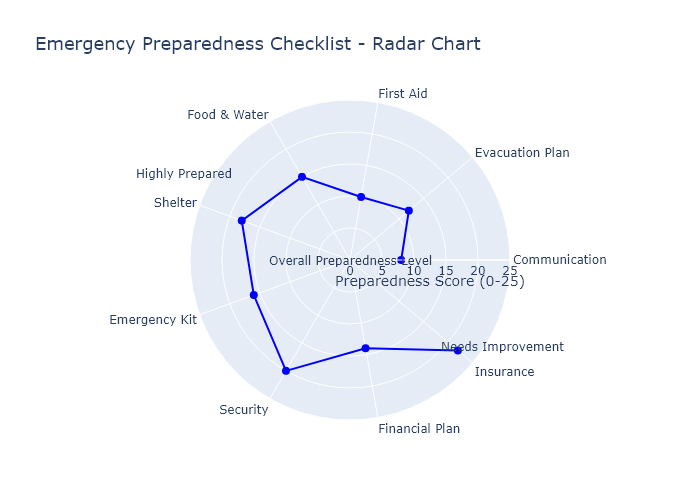 Emergency Preparedness Checklist - Radar Chart
First Aid
Food & Water
Evacuation Plan
Highly Prepared
Shelter
Overall Preparedness Level
Communication
0 5 10 15 20 25
Preparedness Score (0-25)
Emergency Kit
Needs Improvement
Insurance
Security
Financial Plan